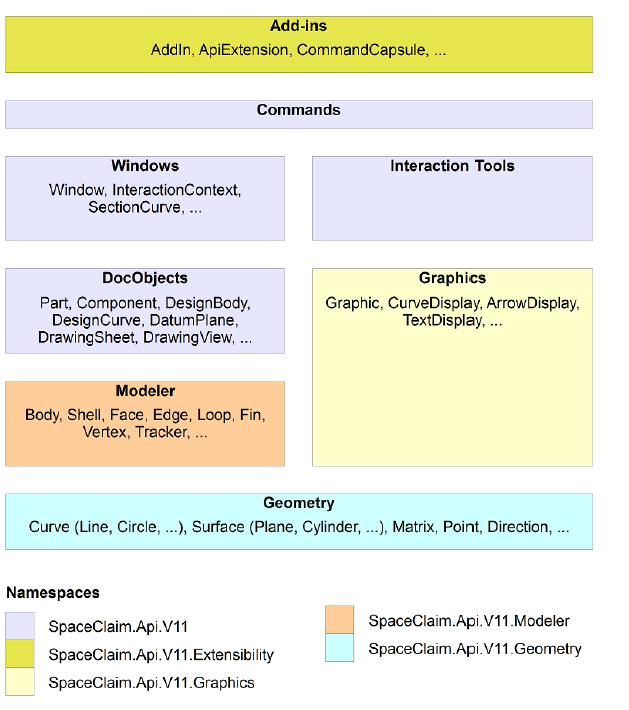 Add-ins
AddIn, ApiExtension, CommandCapsule, ...
Commands
Windows
Window, InteractionContext,
SectionCurve, ...
Interaction Tools
DocObjects
Part, Component, DesignBody,
DesignCurve, DatumPlane,
DrawingSheet, DrawingView, ...
Graphics
Graphic, CurveDisplay, ArrowDisplay,
TextDisplay, ...
Modeler
Body, Shell, Face, Edge, Loop, Fin,
Vertex, Tracker, ...
Geometry
Curve (Line, Circle, ...), Surface (Plane, Cylinder, ...), Matrix, Point, Direction, ...
Namespaces
SpaceClaim.Api.V11
SpaceClaim.Api.V11.Extensibility
SpaceClaim.Api.V11.Graphics
SpaceClaim.Api.V11.Modeler
SpaceClaim.Api.V11.Geometry